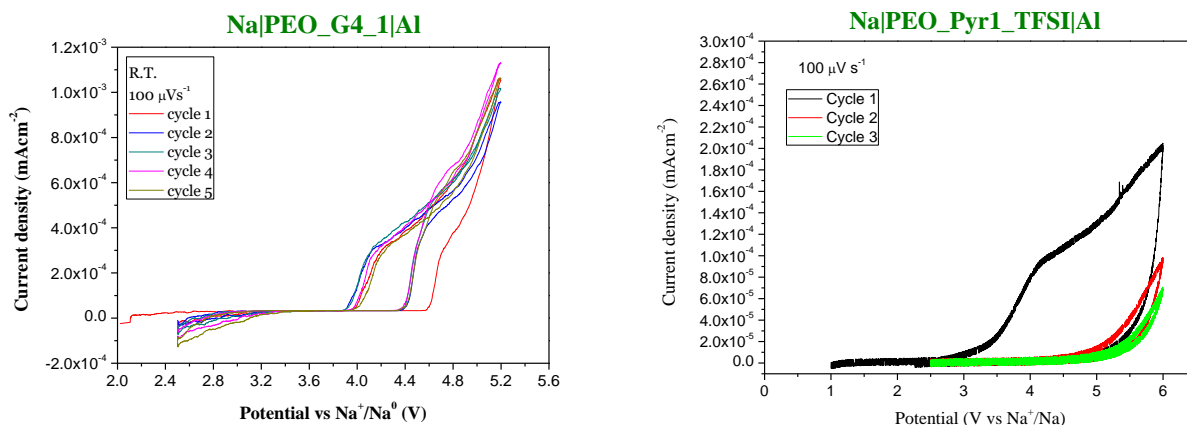 Na|PEO_G4_1|Al
1.2x10⁻³
1.0x10⁻³
8.0x10⁻⁴
6.0x10⁻⁴
4.0x10⁻⁴
2.0x10⁻⁴
0.0
-2.0x10⁻⁴
Current density (mAcm⁻²)
R.T.
100 μVs⁻¹
cycle 1
cycle 2
cycle 3
cycle 4
cycle 5
2.0 2.4 2.8 3.2 3.6 4.0 4.4 4.8 5.2 5.6
Potential vs Na⁺/Na⁰ (V)
Na|PEO_Pyr1_TFSI|Al
3.0x10⁻⁴
2.8x10⁻⁴
2.6x10⁻⁴
2.4x10⁻⁴
2.2x10⁻⁴
2.0x10⁻⁴
1.8x10⁻⁴
1.6x10⁻⁴
1.4x10⁻⁴
1.2x10⁻⁴
1.0x10⁻⁴
8.0x10⁻⁵
6.0x10⁻⁵
4.0x10⁻⁵
2.0x10⁻⁵
0.0
Current density (mAcm⁻²)
100 μV s⁻¹
Cycle 1
Cycle 2
Cycle 3
0 1 2 3 4 5 6
Potential (V vs Na⁺/Na)